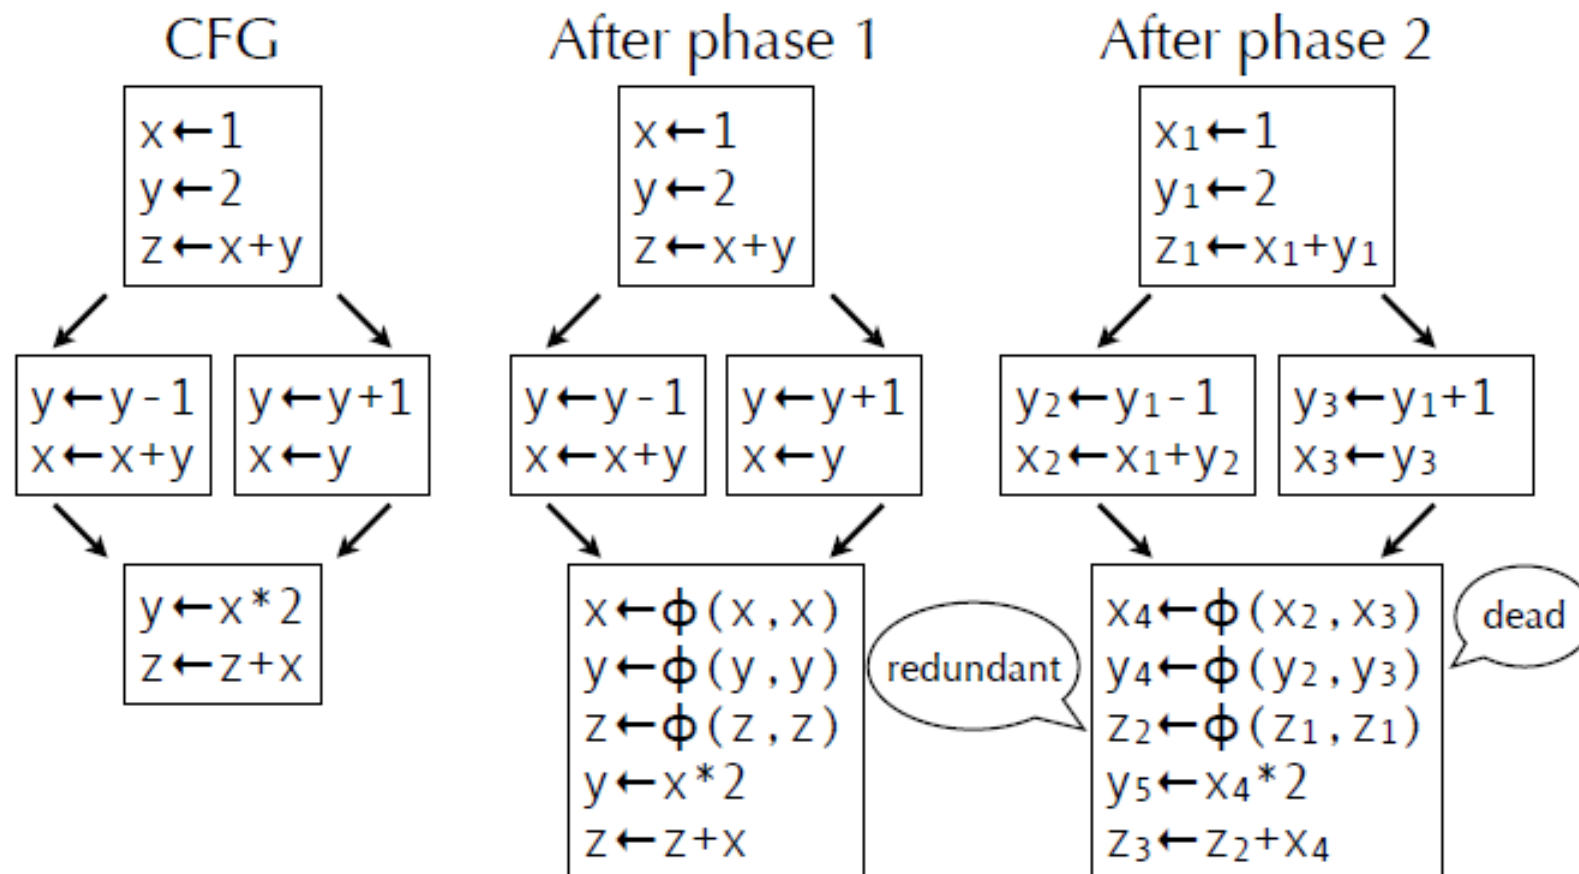 CFG
x←1
y←2
z←x+y
y←y-1
x←x+y
y←y+1
x←y
y←x*2
z←z+x
After phase 1
x←1
y←2
z←x+y
y←y-1
x←x+y
y←y+1
x←y
x←ϕ(x,x)
y←ϕ(y,y)
z←ϕ(z,z)
y←x*2
z←z+x
After phase 2
x₁←1
y₁←2
z₁←x₁+y₁
y₂←y₁-1
x₂←x₁+y₂
y₃←y₁+1
x₃←y₃
x₄←ϕ(x₂,x₃)
y₄←ϕ(y₂,y₃)
z₂←ϕ(z₁,z₁)
y₅←x₄*2
z₃←z₂+x₄
redundant
dead